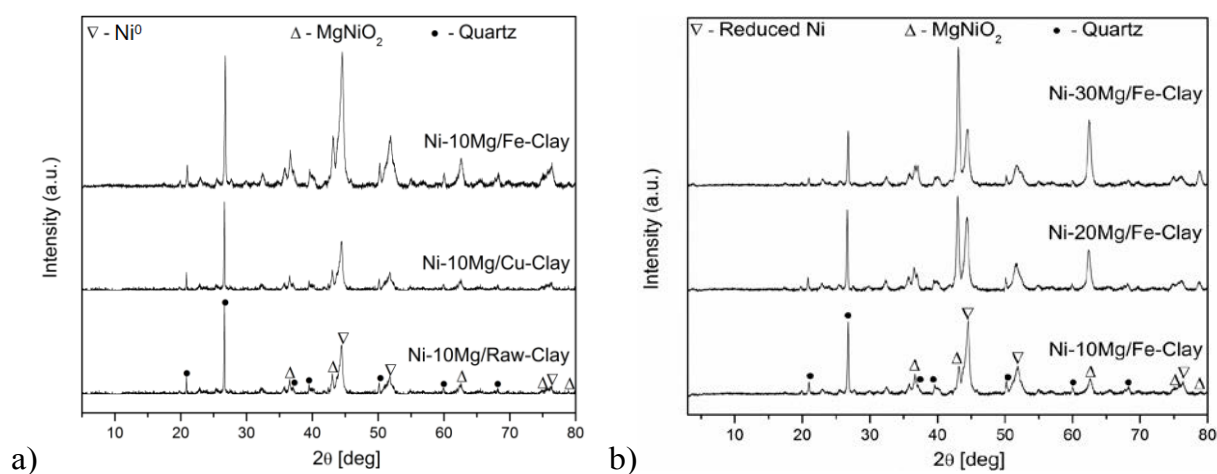 ∇ - Ni⁰ Δ - MgNiO₂ • - Quartz
Ni-10Mg/Fe-Clay
Ni-10Mg/Cu-Clay
Ni-10Mg/Raw-Clay
Intensity (a.u.)
10 20 30 40 50 60 70 80
2θ [deg]
a)
∇ - Reduced Ni Δ - MgNiO₂ • - Quartz
Ni-30Mg/Fe-Clay
Ni-20Mg/Fe-Clay
Ni-10Mg/Fe-Clay
Intensity (a.u.)
10 20 30 40 50 60 70 80
2θ [deg]
b)